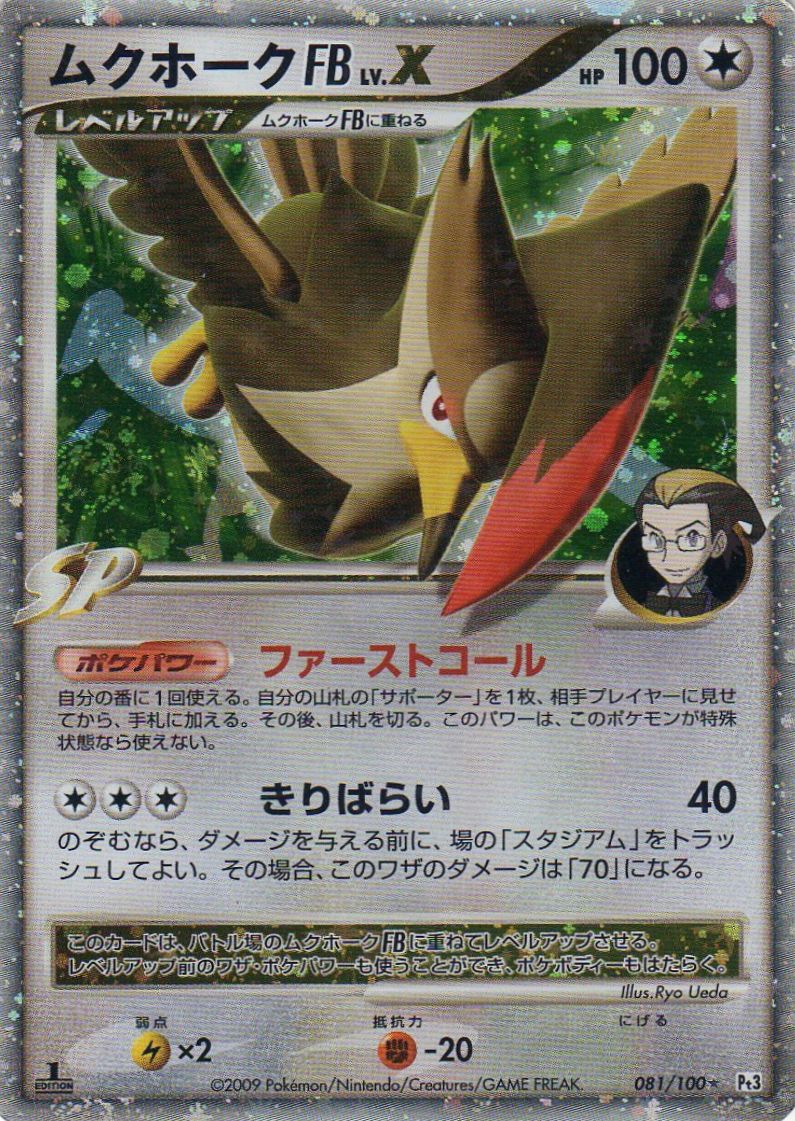 ムクホークFB LV.X HP 100
レベルアップ ムクホークFBに重ねる
SP
ポケパワー ファーストコール
自分の番に1回使える。自分の山札の「サポーター」を1枚、相手プレイヤーに見せ
てから、手札に加える。その後、山札を切る。このパワーは、このポケモンが特殊
状態なら使えない。
きりばらい 40
のぞむなら、ダメージを与える前に、場の「スタジアム」をトラッ
シュしてよい。その場合、このワザのダメージは「70」になる。
このカードは、バトル場のムクホークFBに重ねてレベルアップさせる。
レベルアップ前のワザ・ポケパワーも使うことができ、ポケボディーもはたらく。
Illus.Ryo Ueda
弱点 抵抗力 にげる
×2 -20
1 EDITION ©2009 Pokémon/Nintendo/Creatures/GAME FREAK. 081/100★ Pt3